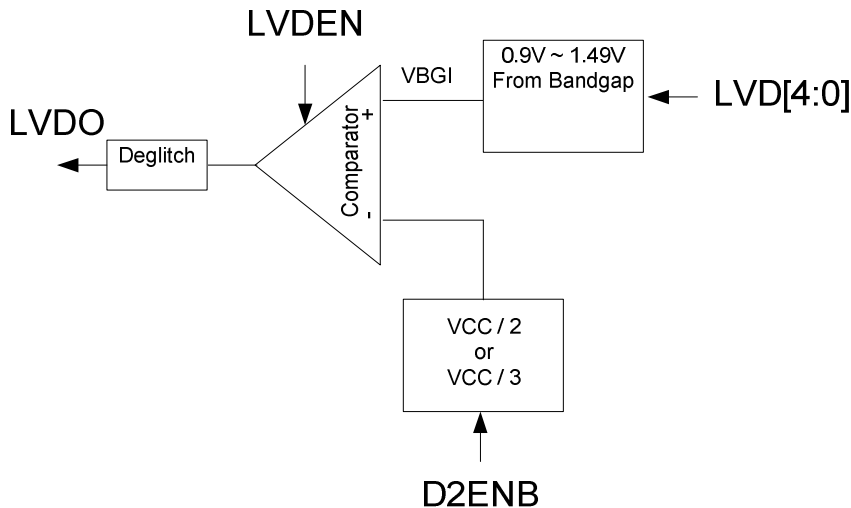 LVDEN
0.9V ~ 1.49V
From Bandgap
VBGI
LVD[4:0]
LVDO
Deglitch
+
Comparator
-
VCC / 2
or
VCC / 3
D2ENB